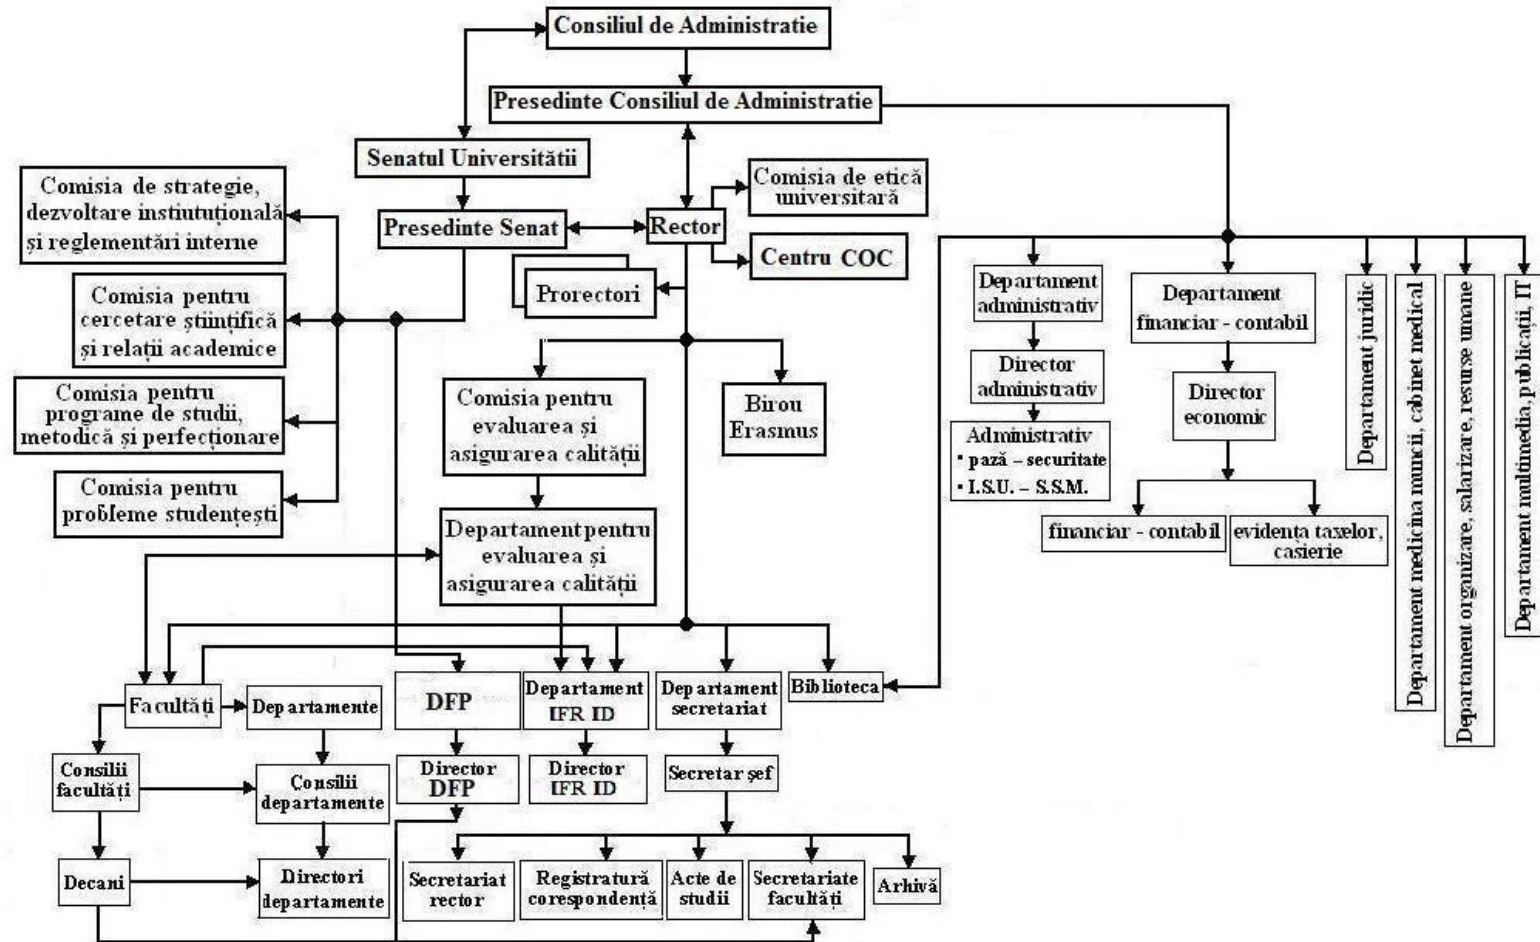 Consiliul de Administratie
Presedinte Consiliul de Administratie
Senatul Universitătii
Comisia de strategie,
dezvoltare instiutuțională
și reglementări interne
Presedinte Senat
Rector
Comisia de etică
universitară
Centru COC
Prorectori
Comisia pentru
cercetare științifică
și relații academice
Comisia pentru
programe de studii,
metodică și perfecționare
Comisia pentru
probleme studențești
Comisia pentru
evaluarea și
asigurarea calității
Birou
Erasmus
Departament pentru
evaluarea și
asigurarea calității
Departament
administrativ
Director
administrativ
Administrativ
▪ pază – securitate
▪ I.S.U. – S.S.M.
Departament
financiar - contabil
Director
economic
financiar - contabil
evidența taxelor,
casierie
Departament juridic
Departament medicina muncii, cabinet medical
Departament organizare, salarizare, resurse umane
Departament multimedia, publicații, IT
Facultăți
Departamente
DFP
Departament
IFR ID
Departament
secretariat
Biblioteca
Consilii
facultăți
Consilii
departamente
Director
DFP
Director
IFR ID
Secretar șef
Decani
Directori
departamente
Secretariat
rector
Registratură
corespondență
Acte de
studii
Secretariate
facultăți
Arhivă